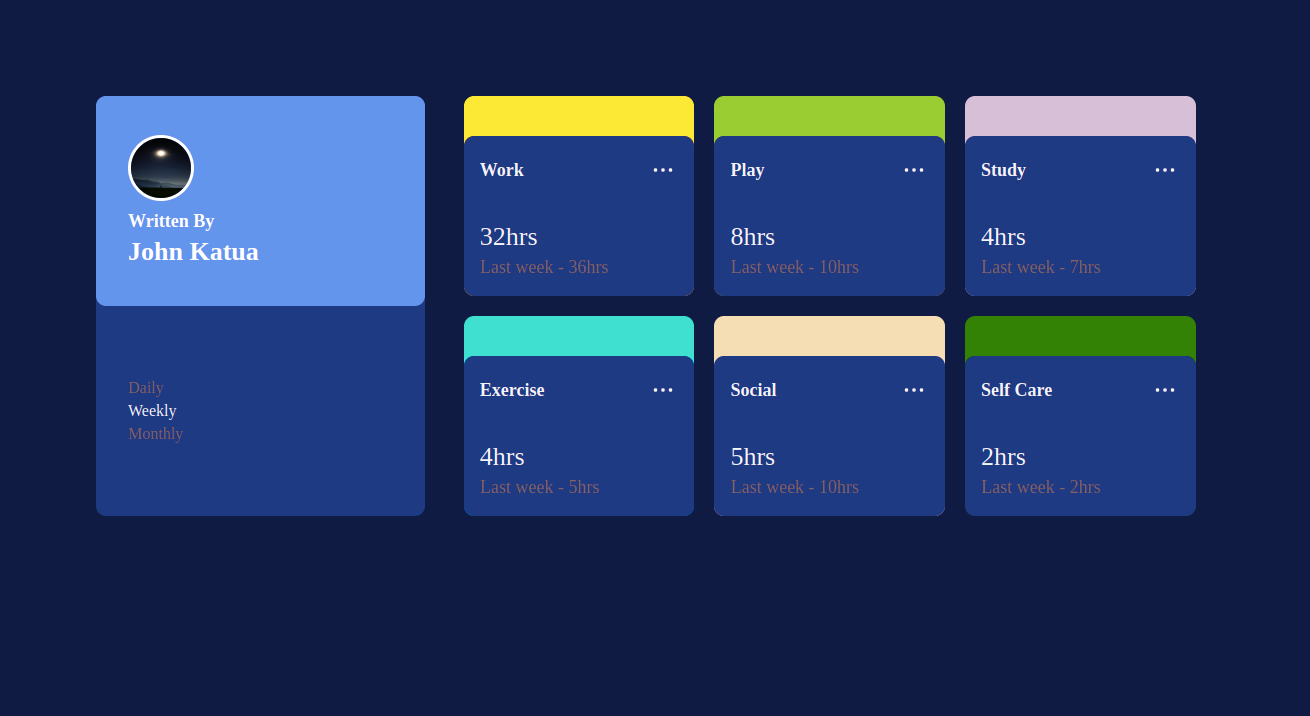 Written By
John Katua
Daily
Weekly
Monthly
Work
32hrs
Last week - 36hrs
Play
8hrs
Last week - 10hrs
Study
4hrs
Last week - 7hrs
Exercise
4hrs
Last week - 5hrs
Social
5hrs
Last week - 10hrs
Self Care
2hrs
Last week - 2hrs